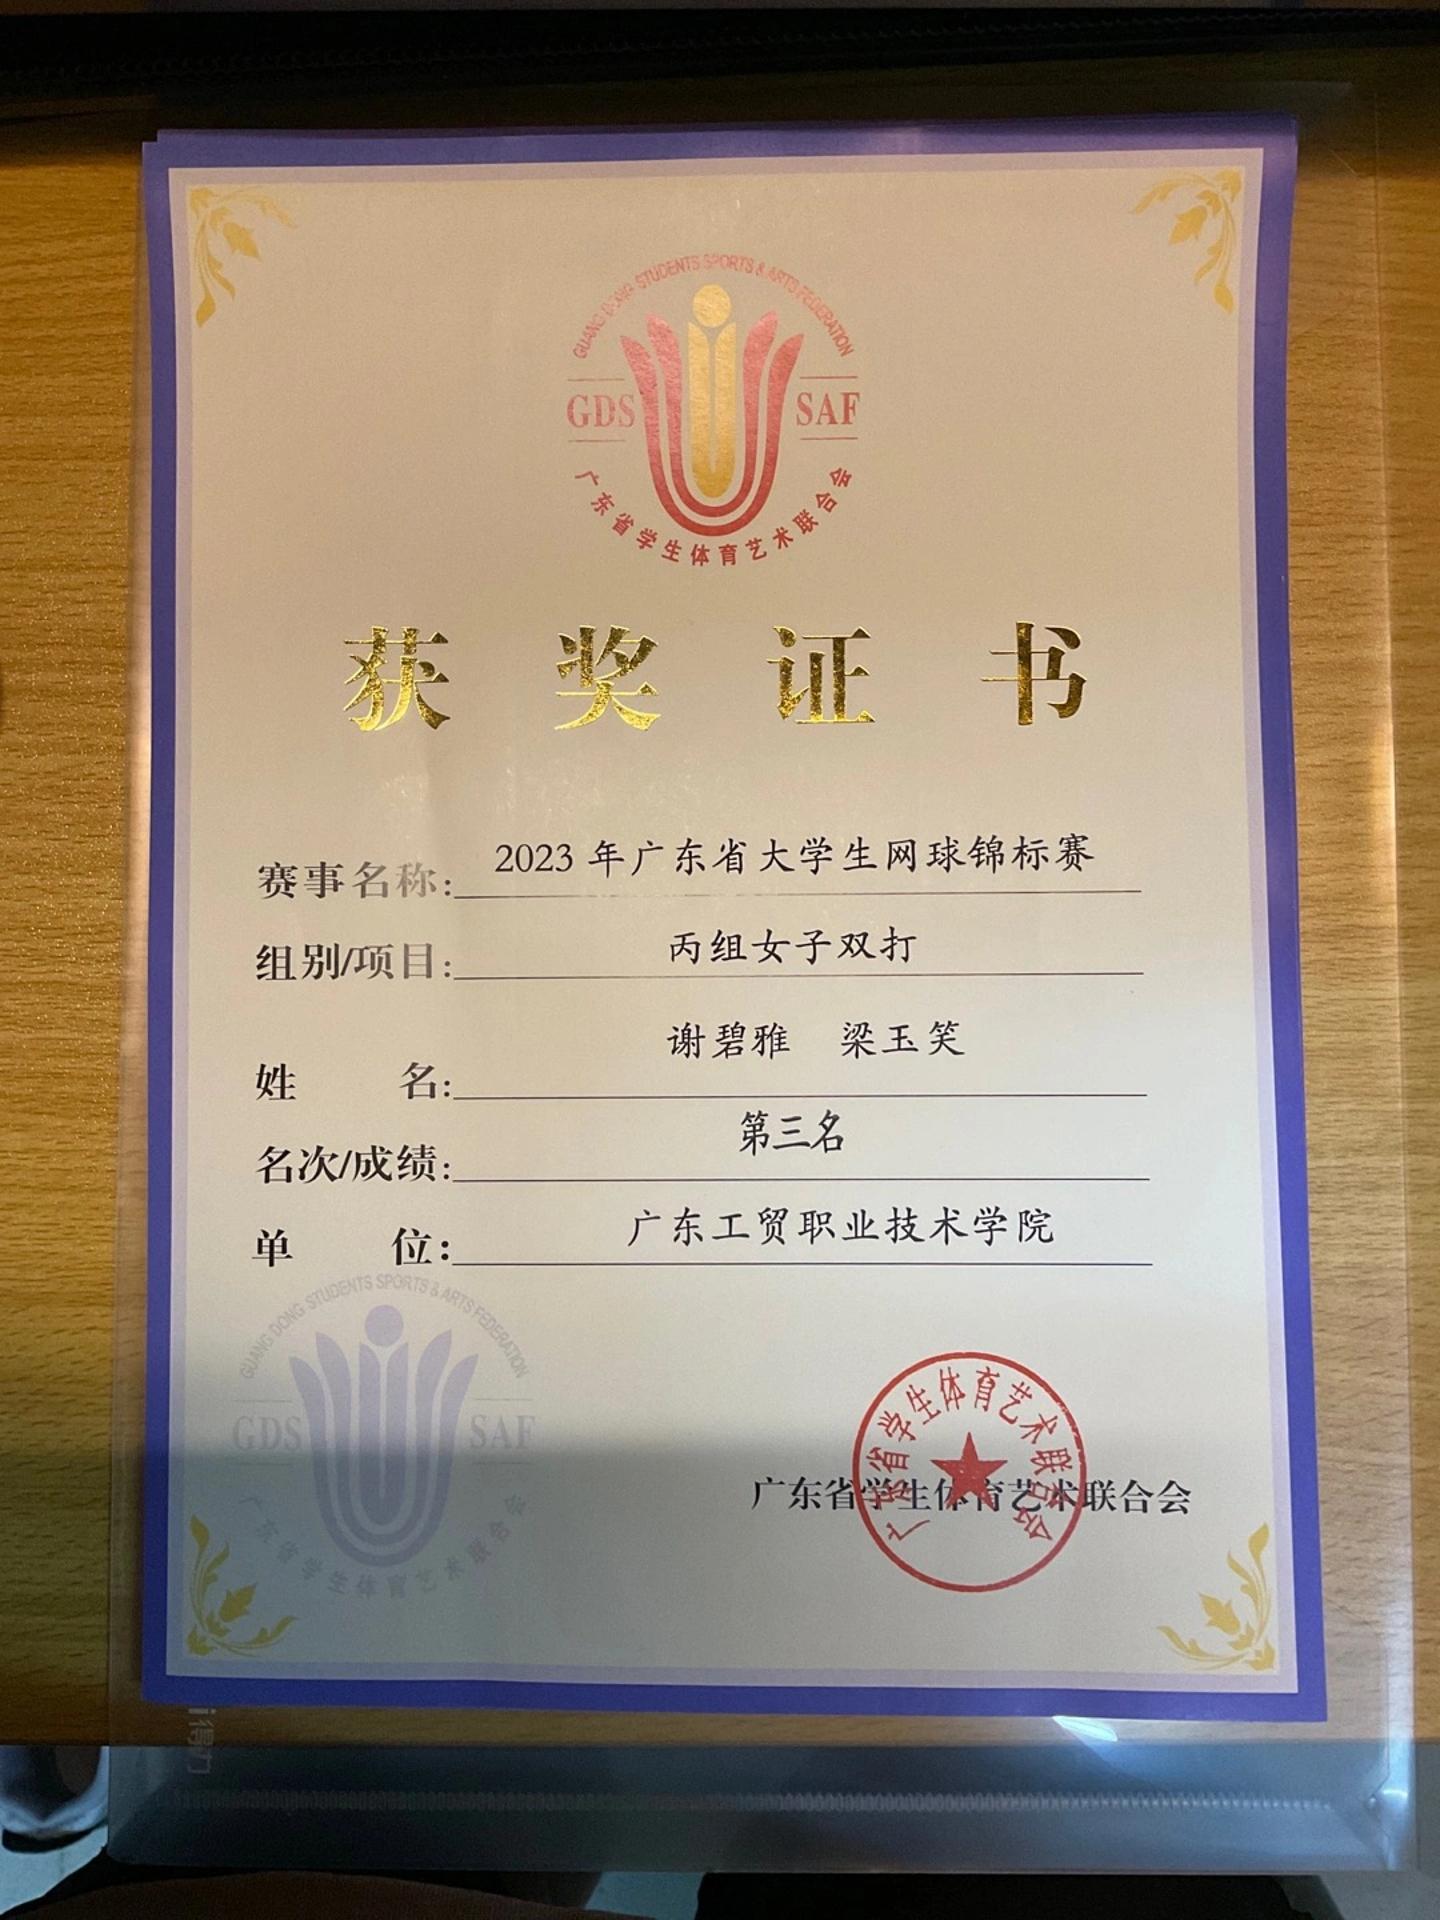 GUANG DONG STUDENTS SPORTS & ARTS FEDERATION
GDS SAF
广东省学生体育艺术联合会
获奖证书
赛事名称: 2023 年广东省大学生网球锦标赛
组别/项目: 丙组女子双打
姓名: 谢碧雅 梁玉笑
名次/成绩: 第三名
单位: 广东工贸职业技术学院
GUANG DONG STUDENTS SPORTS & ARTS FEDERATION
GDS SAF
广东省学生体育艺术联合会
广东省学生体育艺术联合会
广东省学生体育艺术联合会
得力